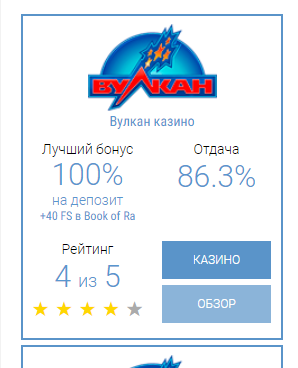 ВУЛКАН
Вулкан казино
Лучший бонус
100%
на депозит
+40 FS в Book of Ra
Отдача
86.3%
Рейтинг
4 из 5
КАЗИНО
ОБЗОР